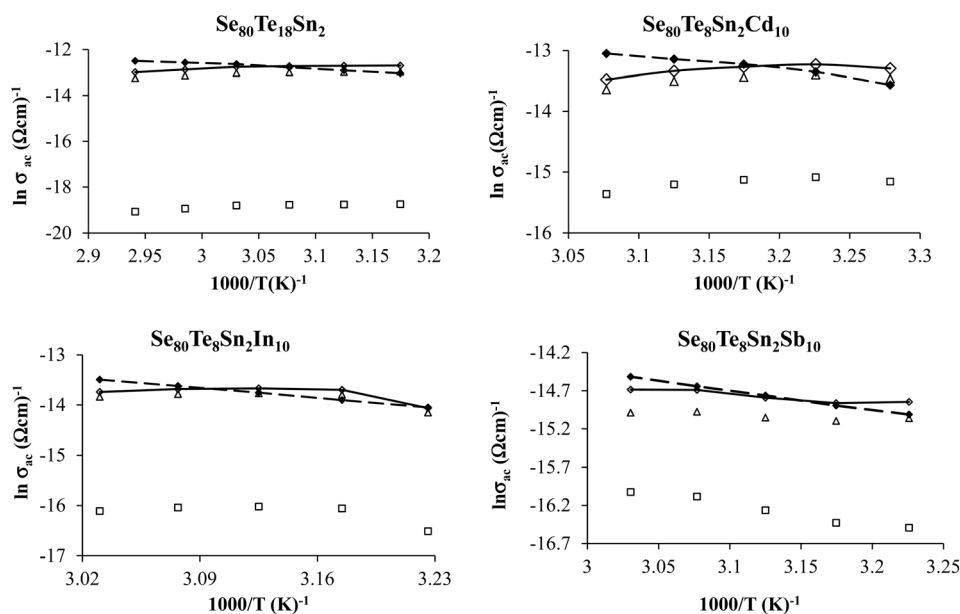 Se₈₀Te₁₈Sn₂
-12
-14
-16
-18
-20
2.9 2.95 3 3.05 3.1 3.15 3.2
ln σ ac (Ωcm)⁻¹
1000/T(K)⁻¹
Se₈₀Te₈Sn₂Cd₁₀
-13
-14
-15
-16
3.05 3.1 3.15 3.2 3.25 3.3
ln σac(Ωcm)⁻¹
1000/T (K)⁻¹
Se₈₀Te₈Sn₂In₁₀
-13
-14
-15
-16
-17
3.02 3.09 3.16 3.23
ln σac (Ωcm)⁻¹
1000/T (K)⁻¹
Se₈₀Te₈Sn₂Sb₁₀
-14.2
-14.7
-15.2
-15.7
-16.2
-16.7
3 3.05 3.1 3.15 3.2 3.25
lnσac (Ωcm)⁻¹
1000/T (K)⁻¹